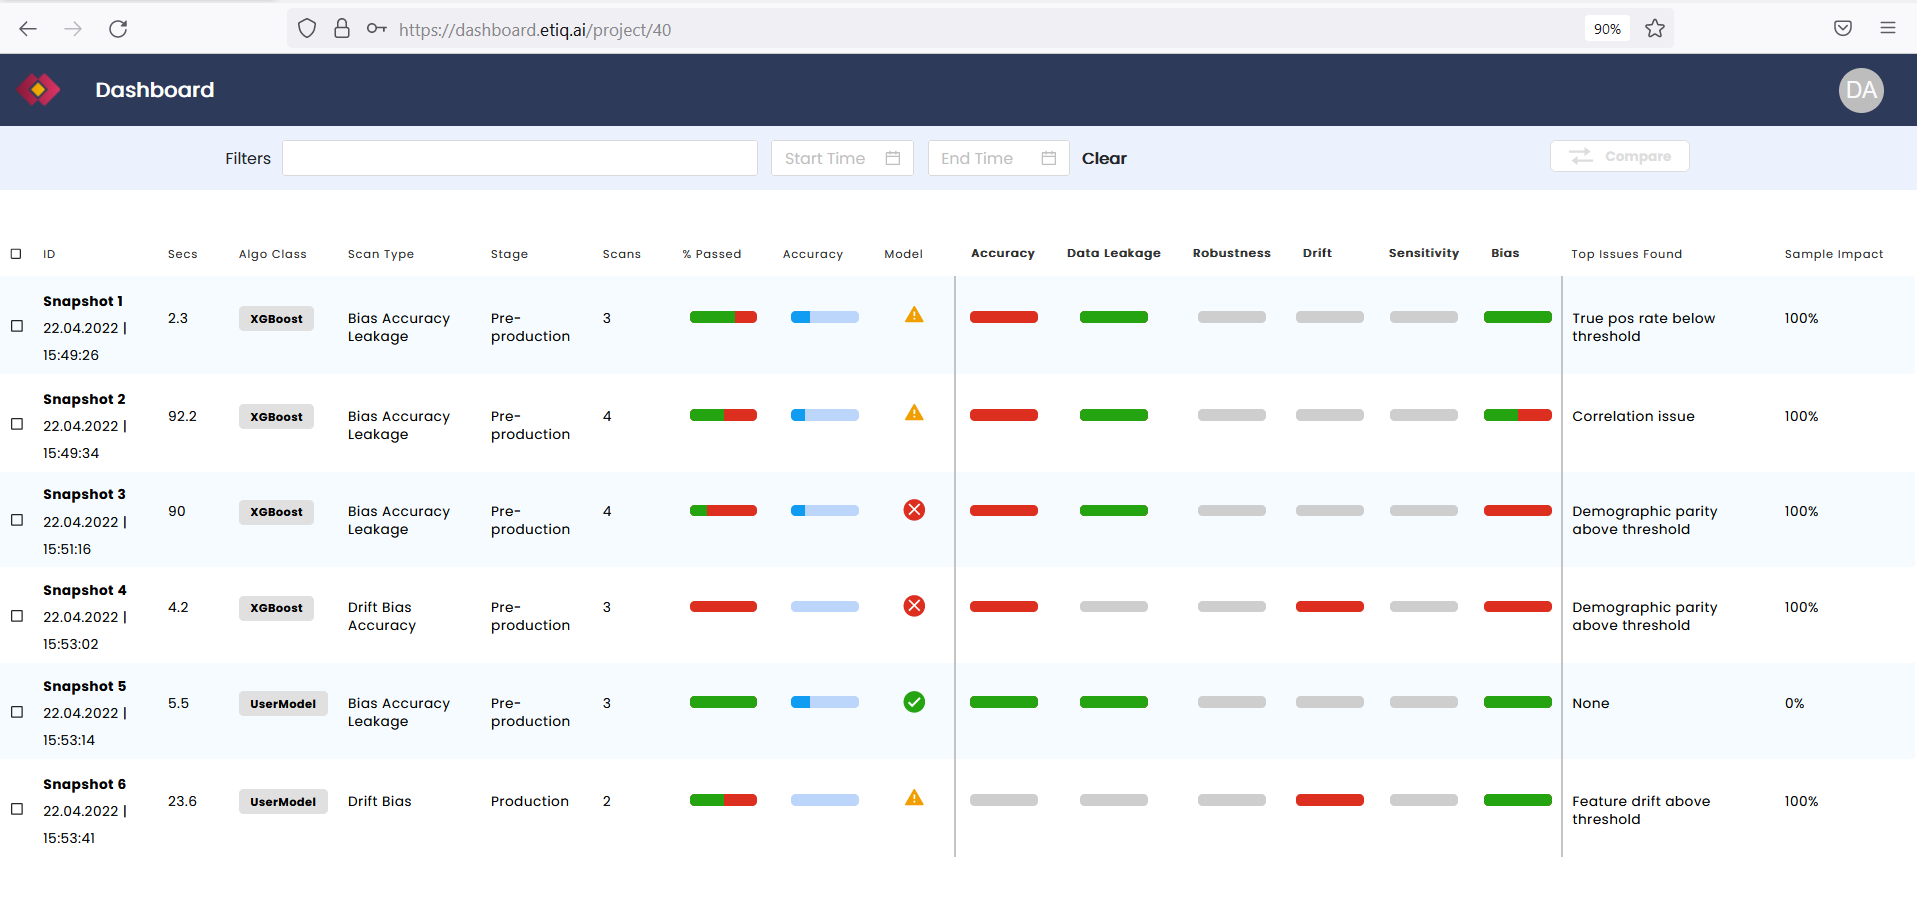 https://dashboard.etiq.ai/project/40
90%
Dashboard
DA
Filters
Start Time
End Time
Clear
Compare
ID Secs Algo Class Scan Type Stage Scans % Passed Accuracy Model Accuracy Data Leakage Robustness Drift Sensitivity Bias Top Issues Found Sample Impact
Snapshot 1
22.04.2022 |
15:49:26
2.3
XGBoost
Bias Accuracy
Leakage
Pre-
production
3
True pos rate below
threshold
100%
Snapshot 2
22.04.2022 |
15:49:34
92.2
XGBoost
Bias Accuracy
Leakage
Pre-
production
4
Correlation issue
100%
Snapshot 3
22.04.2022 |
15:51:16
90
XGBoost
Bias Accuracy
Leakage
Pre-
production
4
Demographic parity
above threshold
100%
Snapshot 4
22.04.2022 |
15:53:02
4.2
XGBoost
Drift Bias
Accuracy
Pre-
production
3
Demographic parity
above threshold
100%
Snapshot 5
22.04.2022 |
15:53:14
5.5
UserModel
Bias Accuracy
Leakage
Pre-
production
3
None
0%
Snapshot 6
22.04.2022 |
15:53:41
23.6
UserModel
Drift Bias
Production
2
Feature drift above
threshold
100%